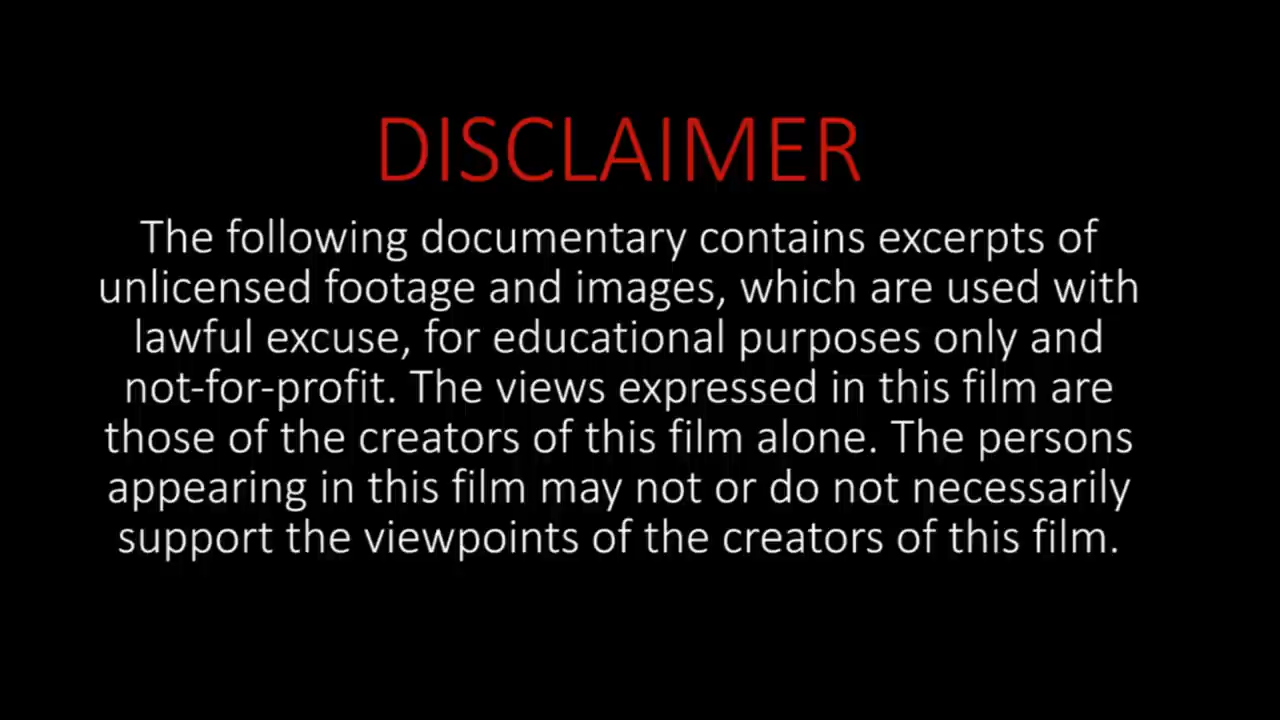 DISCLAIMER
The following documentary contains excerpts of
unlicensed footage and images, which are used with
lawful excuse, for educational purposes only and
not-for-profit. The views expressed in this film are
those of the creators of this film alone. The persons
appearing in this film may not or do not necessarily
support the viewpoints of the creators of this film.